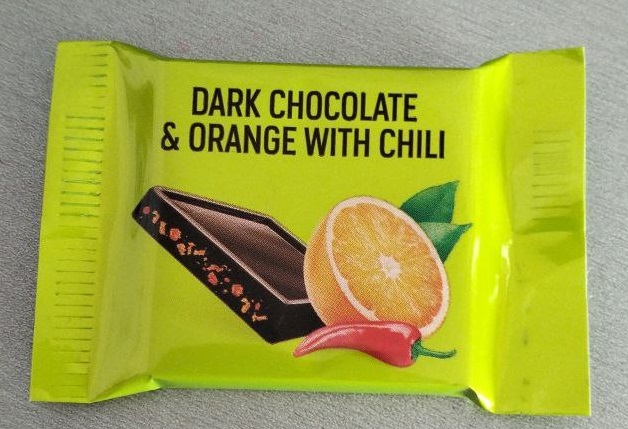 DARK CHOCOLATE
& ORANGE WITH CHILI